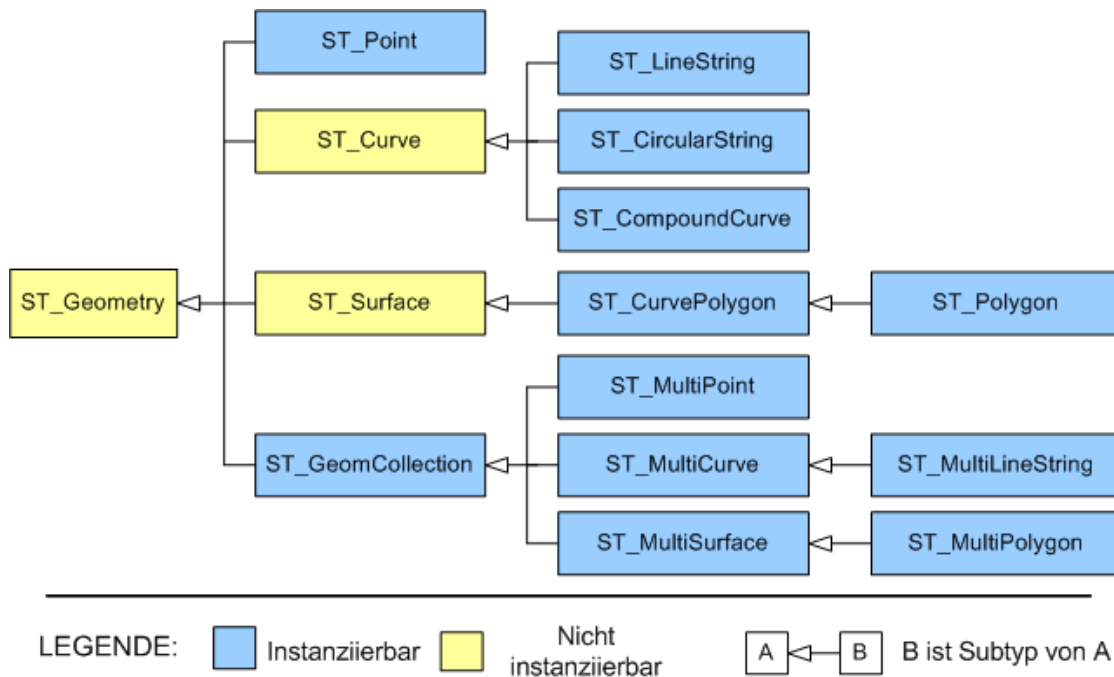 ST_Point
ST_LineString
ST_Curve
ST_CircularString
ST_CompoundCurve
ST_Geometry
ST_Surface
ST_CurvePolygon
ST_Polygon
ST_MultiPoint
ST_GeomCollection
ST_MultiCurve
ST_MultiLineString
ST_MultiSurface
ST_MultiPolygon
LEGENDE:
Instanziierbar
Nicht
instanziierbar
A
B
B ist Subtyp von A